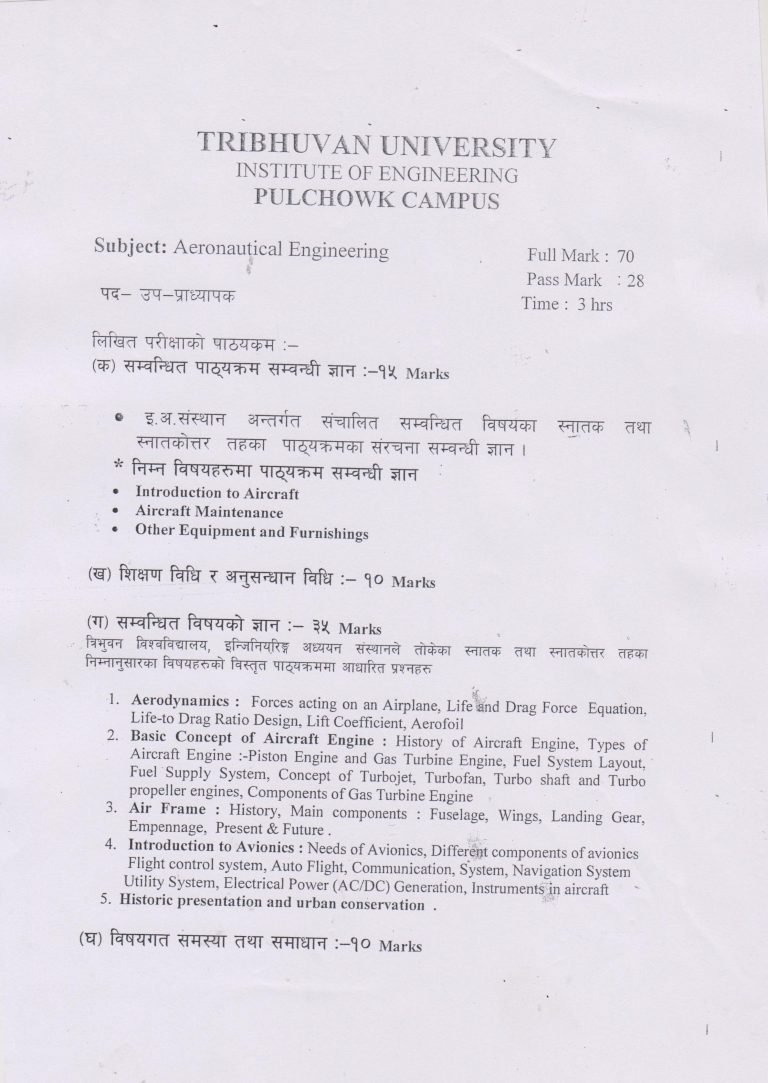 TRIBHUVAN UNIVERSITY
INSTITUTE OF ENGINEERING
PULCHOWK CAMPUS
Subject: Aeronautical Engineering
Full Mark : 70
Pass Mark : 28
Time : 3 hrs
पद– उप–प्राध्यापक
लिखित परीक्षाको पाठयक्रम :–
(क) सम्वन्धित पाठ्यक्रम सम्वन्धी ज्ञान :–१५ Marks
• इ.अ.संस्थान अन्तर्गत संचालित सम्वन्धित विषयका स्नातक तथा
स्नातकोत्तर तहका पाठ्यक्रमका संरचना सम्वन्धी ज्ञान ।
* निम्न विषयहरुमा पाठ्यक्रम सम्वन्धी ज्ञान
• Introduction to Aircraft
• Aircraft Maintenance
• Other Equipment and Furnishings
(ख) शिक्षण विधि र अनुसन्धान विधि :– १० Marks
(ग) सम्वन्धित विषयको ज्ञान :– ३५ Marks
त्रिभुवन विश्वविद्यालय, इन्जिनियरिङ्ग अध्ययन संस्थानले तोकेका स्नातक तथा स्नातकोत्तर तहका
निम्नानुसारका विषयहरुको विस्तृत पाठ्यक्रममा आधारित प्रश्नहरु
1. Aerodynamics : Forces acting on an Airplane, Life and Drag Force Equation,
Life-to Drag Ratio Design, Lift Coefficient, Aerofoil
2. Basic Concept of Aircraft Engine : History of Aircraft Engine, Types of
Aircraft Engine :-Piston Engine and Gas Turbine Engine, Fuel System Layout,
Fuel Supply System, Concept of Turbojet, Turbofan, Turbo shaft and Turbo
propeller engines, Components of Gas Turbine Engine
3. Air Frame : History, Main components : Fuselage, Wings, Landing Gear,
Empennage, Present & Future .
4. Introduction to Avionics : Needs of Avionics, Different components of avionics
Flight control system, Auto Flight, Communication, System, Navigation System
Utility System, Electrical Power (AC/DC) Generation, Instruments in aircraft
5. Historic presentation and urban conservation .
(घ) विषयगत समस्या तथा समाधान :–१० Marks